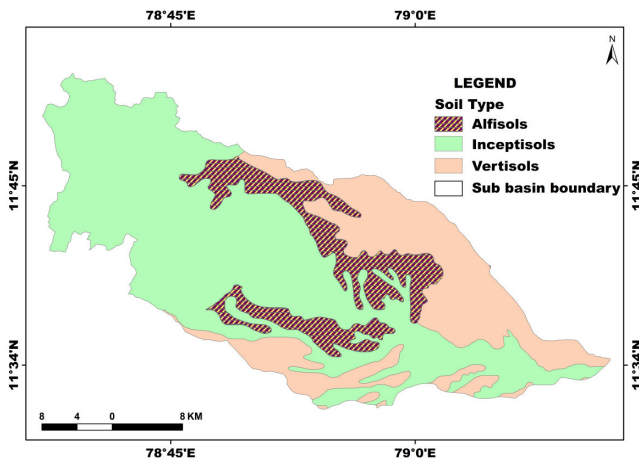 78°45'E 79°0'E
N
LEGEND
Soil Type
Alfisols
Inceptisols
Vertisols
Sub basin boundary
11°45'N 11°45'N
11°34'N 11°34'N
8 4 0 8 KM
78°45'E 79°0'E